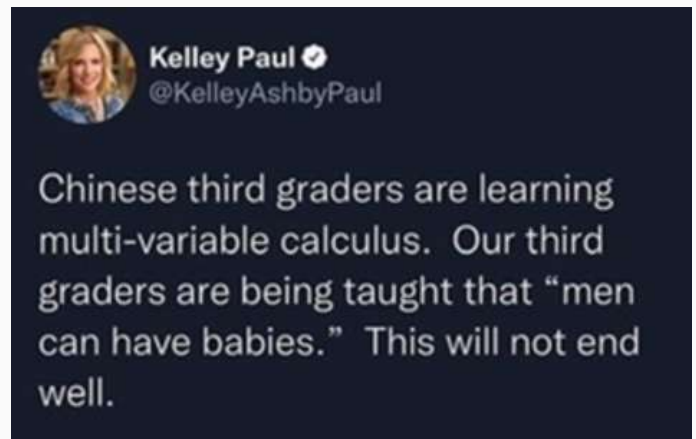 Kelley Paul
@KelleyAshbyPaul
Chinese third graders are learning
multi-variable calculus.  Our third
graders are being taught that “men
can have babies.”  This will not end
well.